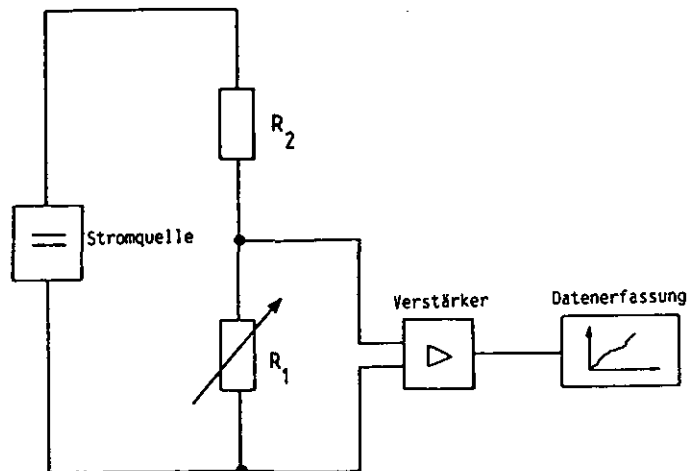 R2
Stromquelle
Verstärker
Datenerfassung
R1